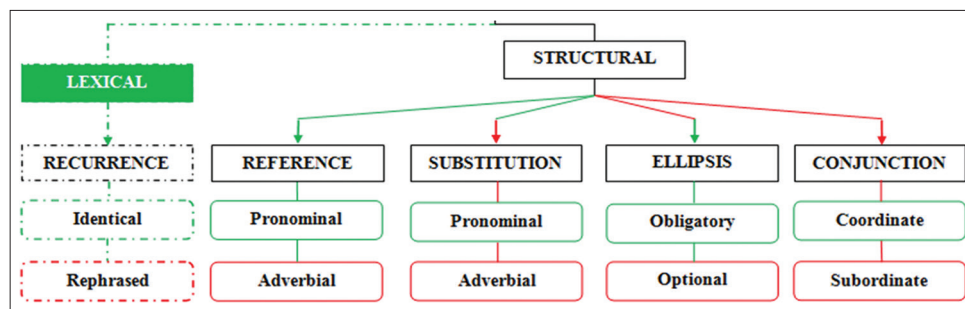 STRUCTURAL
LEXICAL
RECURRENCE REFERENCE SUBSTITUTION ELLIPSIS CONJUNCTION
Identical Pronominal Pronominal Obligatory Coordinate
Rephrased Adverbial Adverbial Optional Subordinate